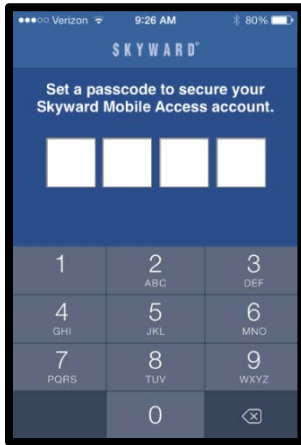 Verizon 9:26 AM 80%
SKYWARD®
Set a passcode to secure your
Skyward Mobile Access account.
1 2 3
ABC DEF
4 5 6
GHI JKL MNO
7 8 9
PQRS TUV WXYZ
0